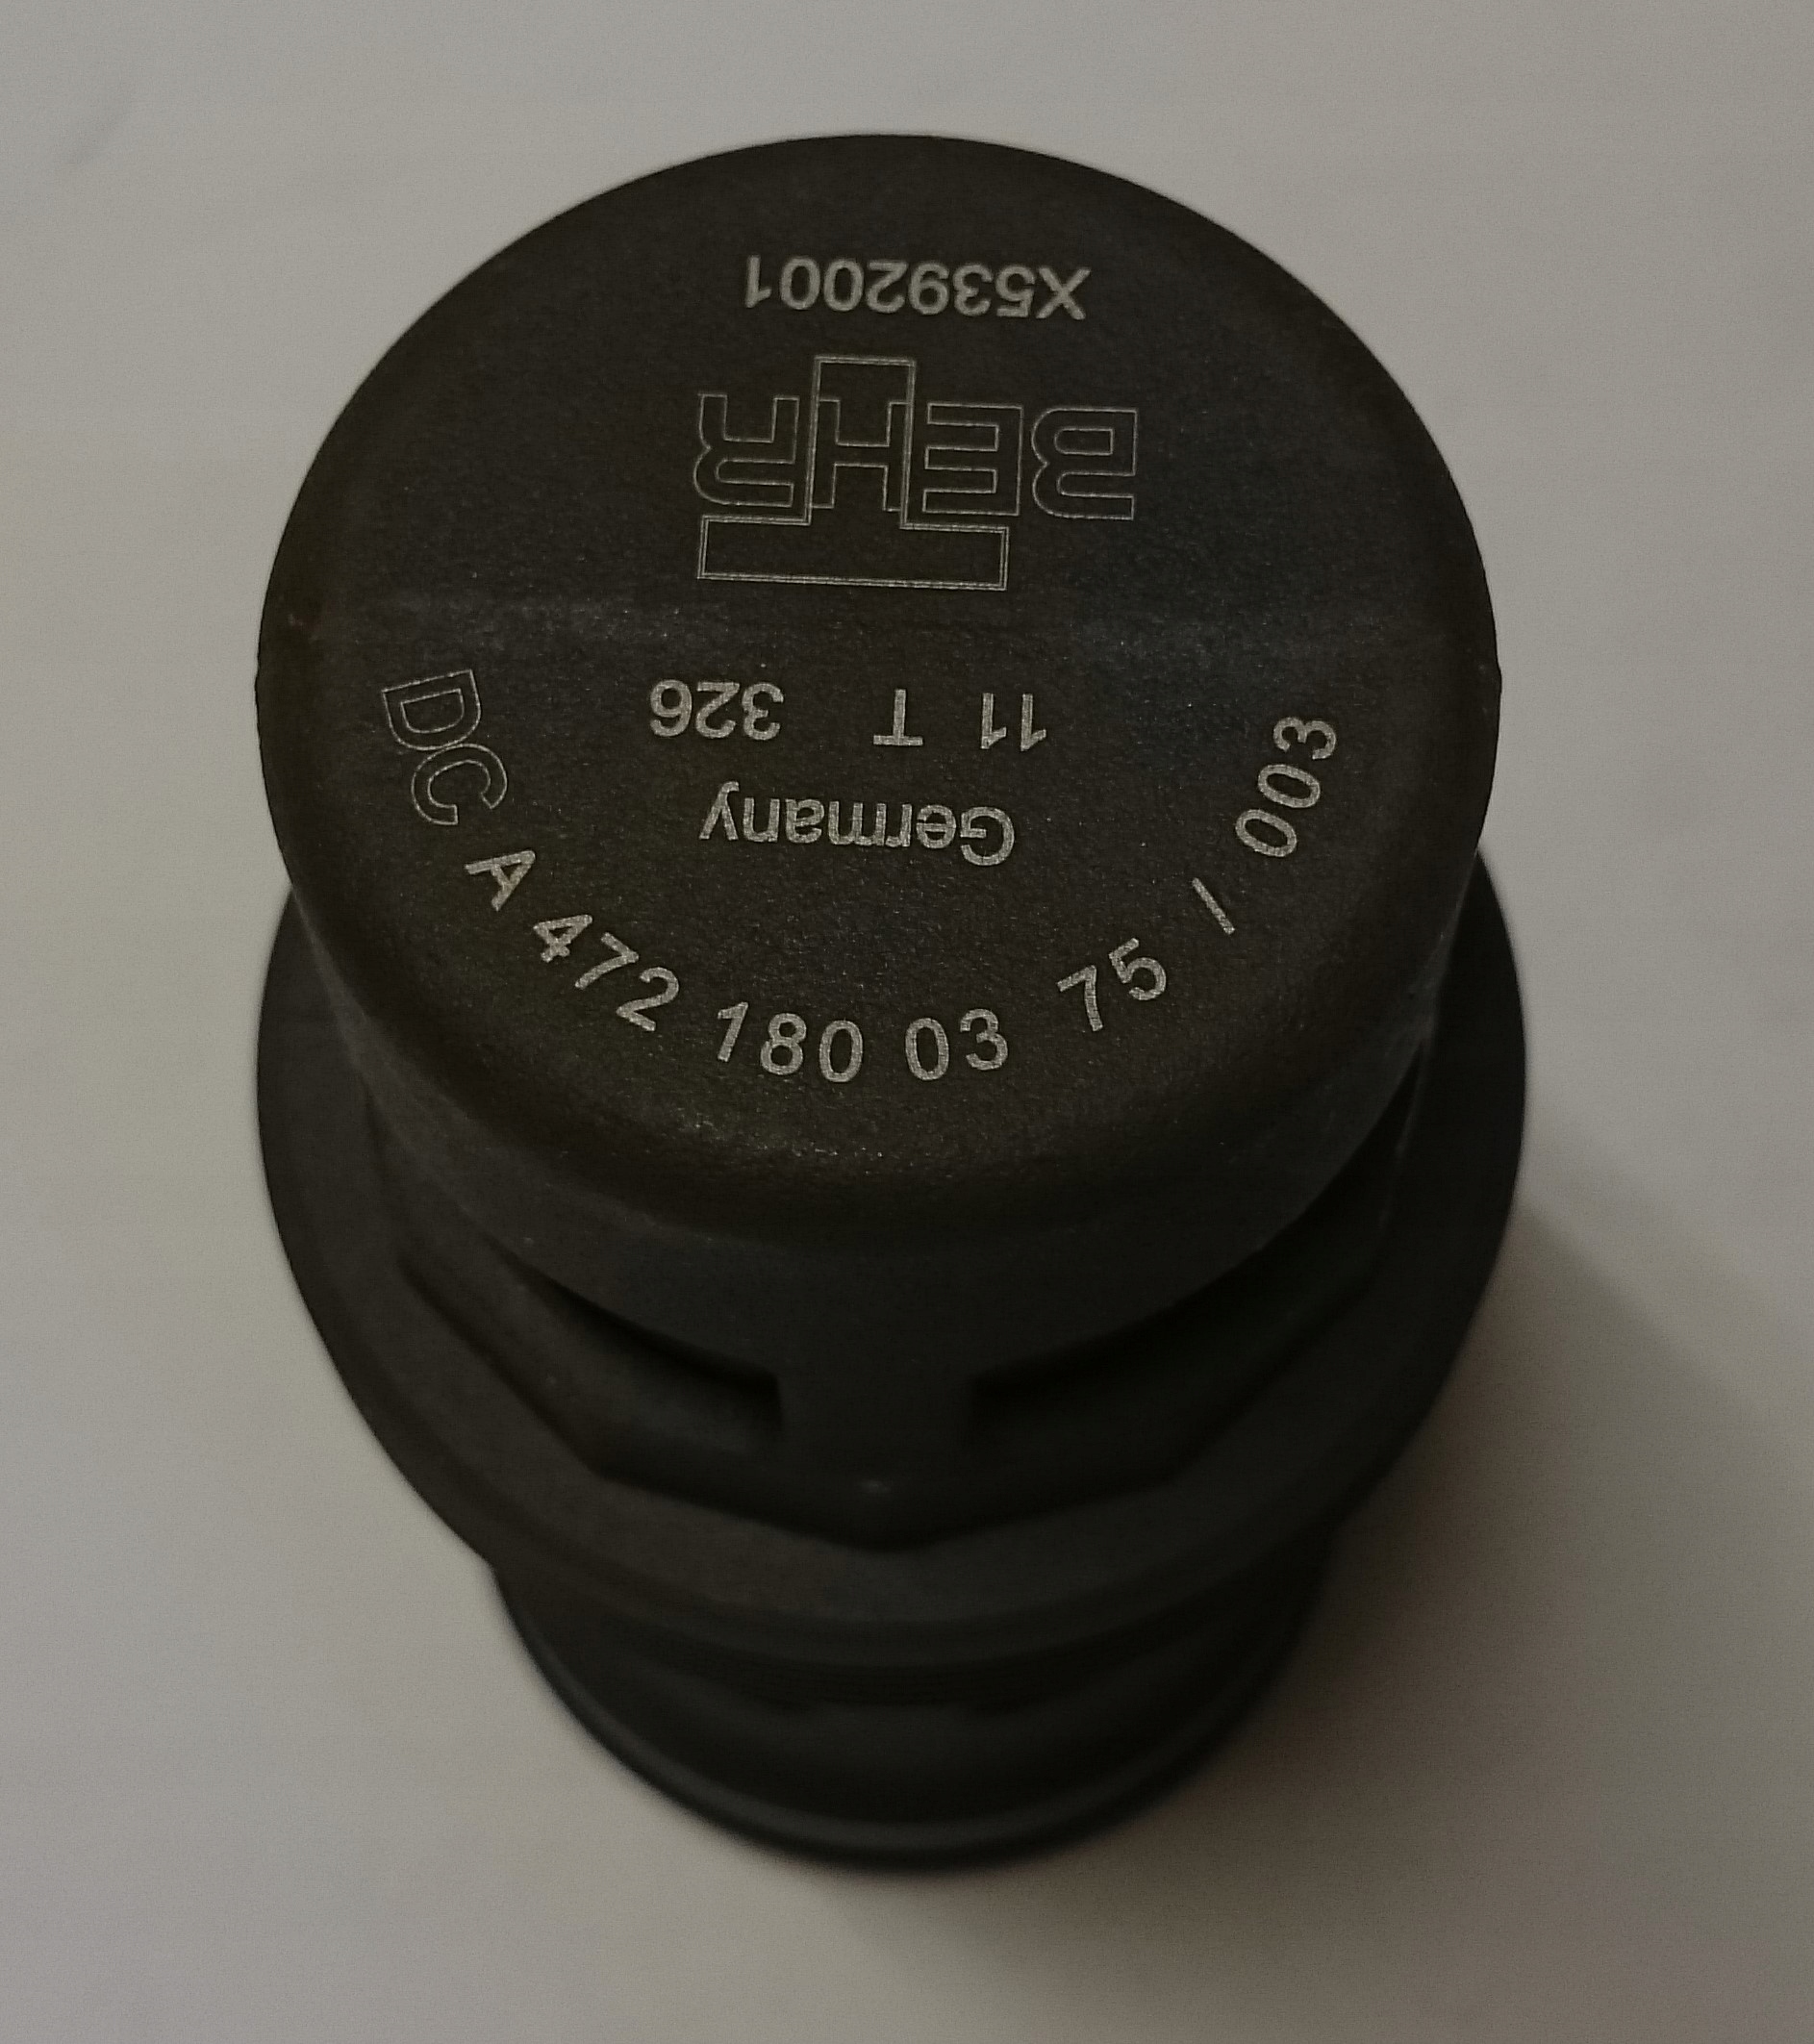 X5392001
BEHR
11 T 326
Germany
DC A 472 180 03 75 / 003